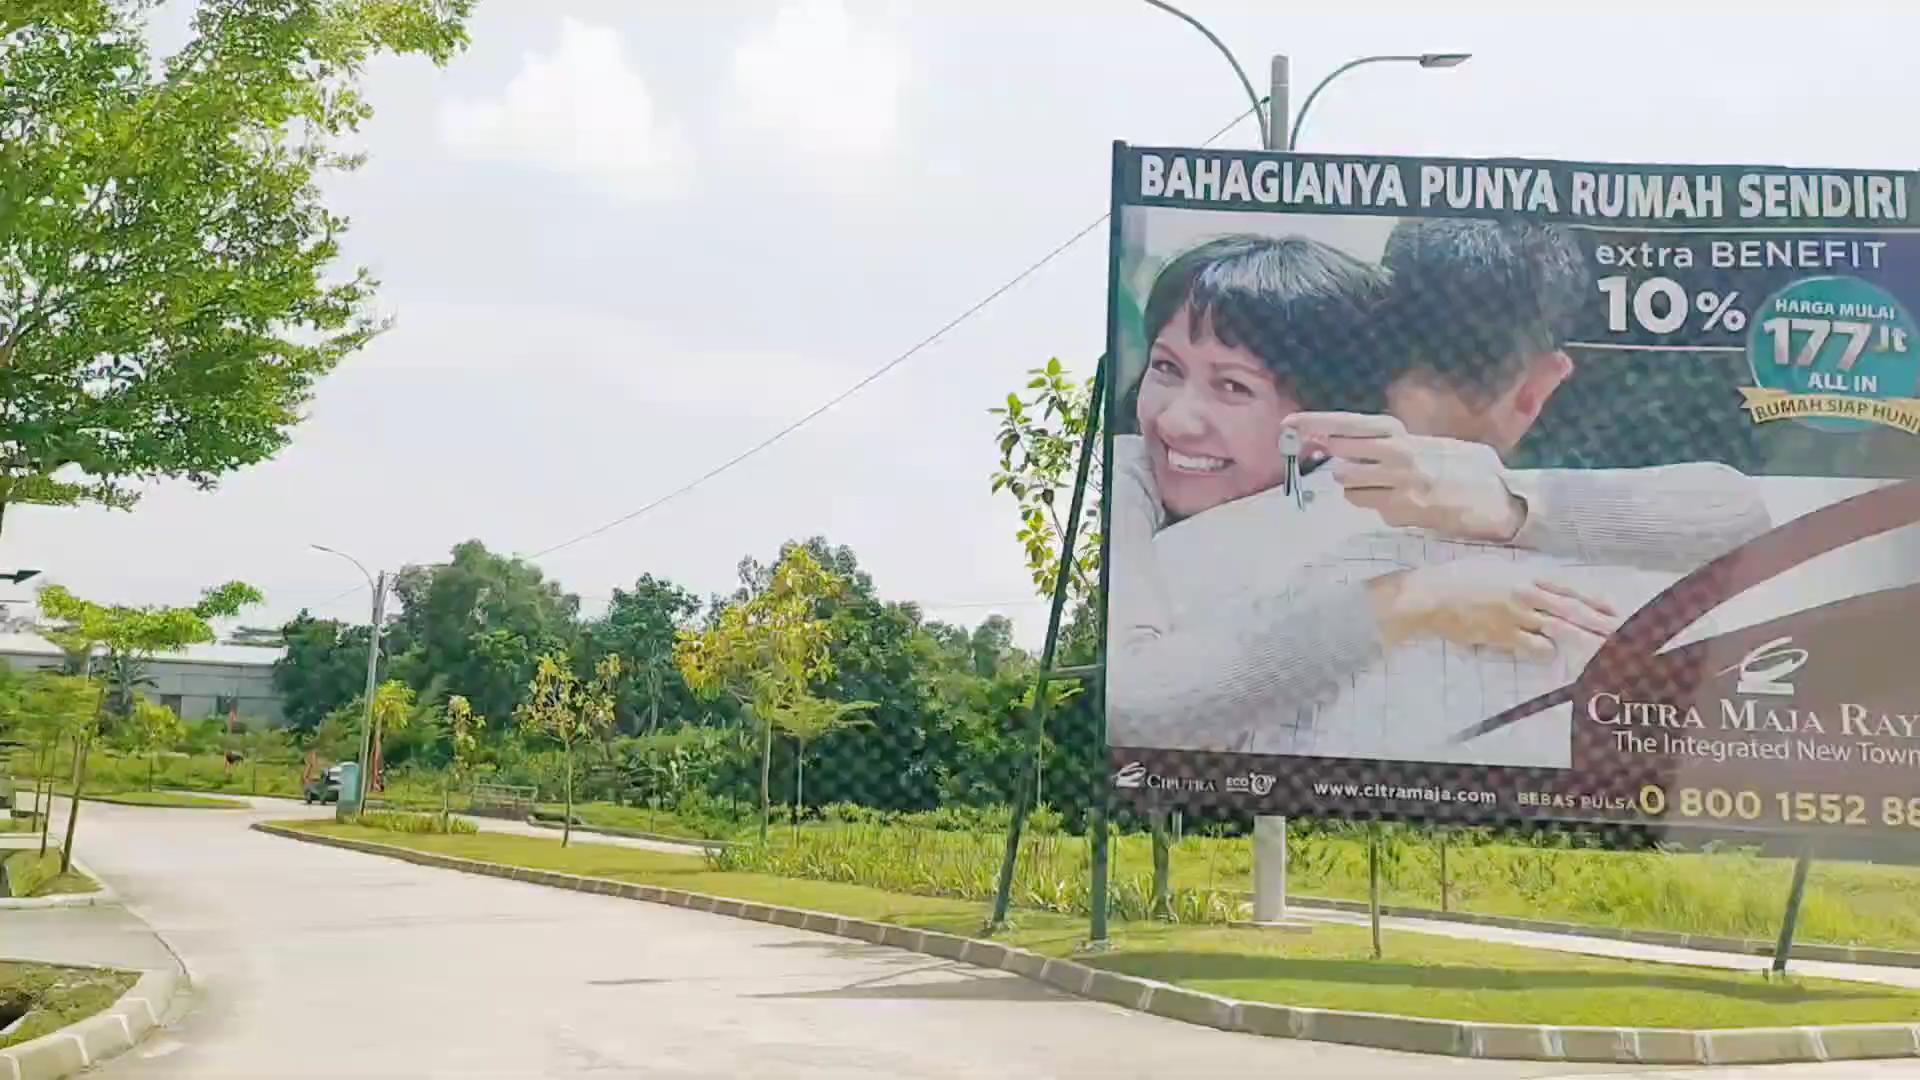 BAHAGIANYA PUNYA RUMAH SENDIRI
extra BENEFIT
10%
HARGA MULAI
177 Jt
ALL IN
RUMAH SIAP HUNI
CITRA MAJA RAY
The Integrated New Town
CIPUTRA ECO www.citramaja.com BEBAS PULSA 0 800 1552 88